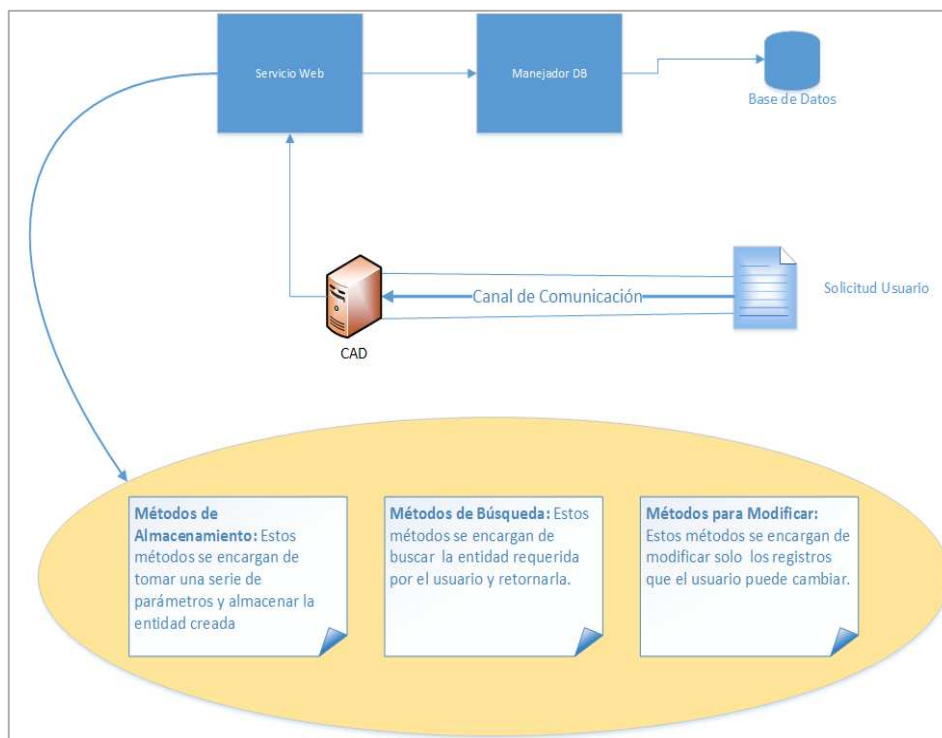 Servicio Web
Manejador DB
Base de Datos
Canal de Comunicación
Solicitud Usuario
CAD
Métodos de
Almacenamiento: Estos
métodos se encargan de
tomar una serie de
parámetros y almacenar la
entidad creada
Métodos de Búsqueda: Estos
métodos se encargan de
buscar la entidad requerida
por el usuario y retornarla.
Métodos para Modificar:
Estos métodos se encargan de
modificar solo los registros
que el usuario puede cambiar.